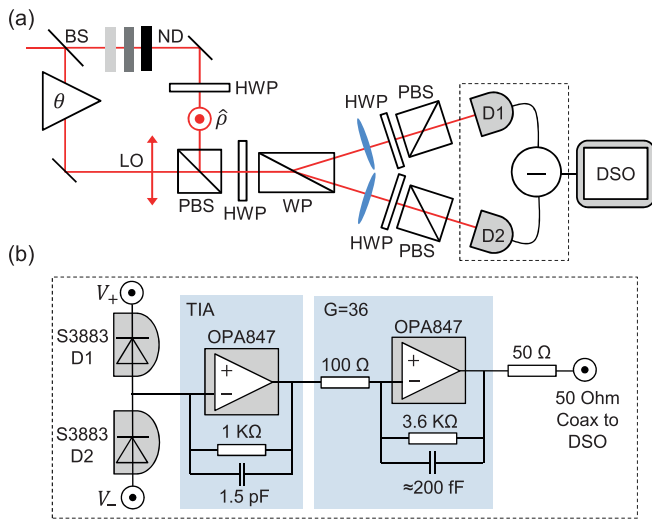 (a)
BS
ND
HWP
θ
ρ̂
LO
PBS
HWP
WP
HWP
PBS
HWP
PBS
D1
D2
−
DSO
(b)
V+
S3883
D1
S3883
D2
V−
TIA
OPA847
+
−
1 KΩ
1.5 pF
G=36
100 Ω
OPA847
+
−
3.6 KΩ
≈200 fF
50 Ω
50 Ohm
Coax to
DSO